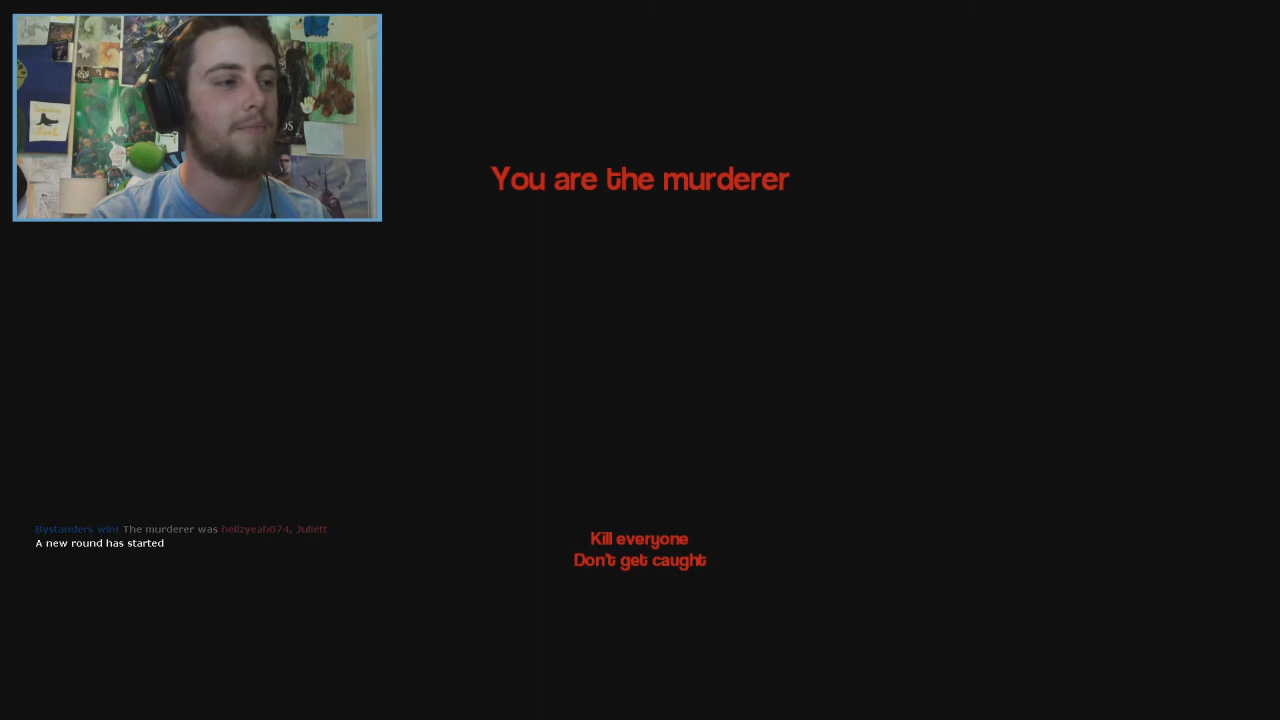 You are the murderer
Bystanders win! The murderer was hellzyeah074, Juliett
A new round has started
Kill everyone
Don't get caught